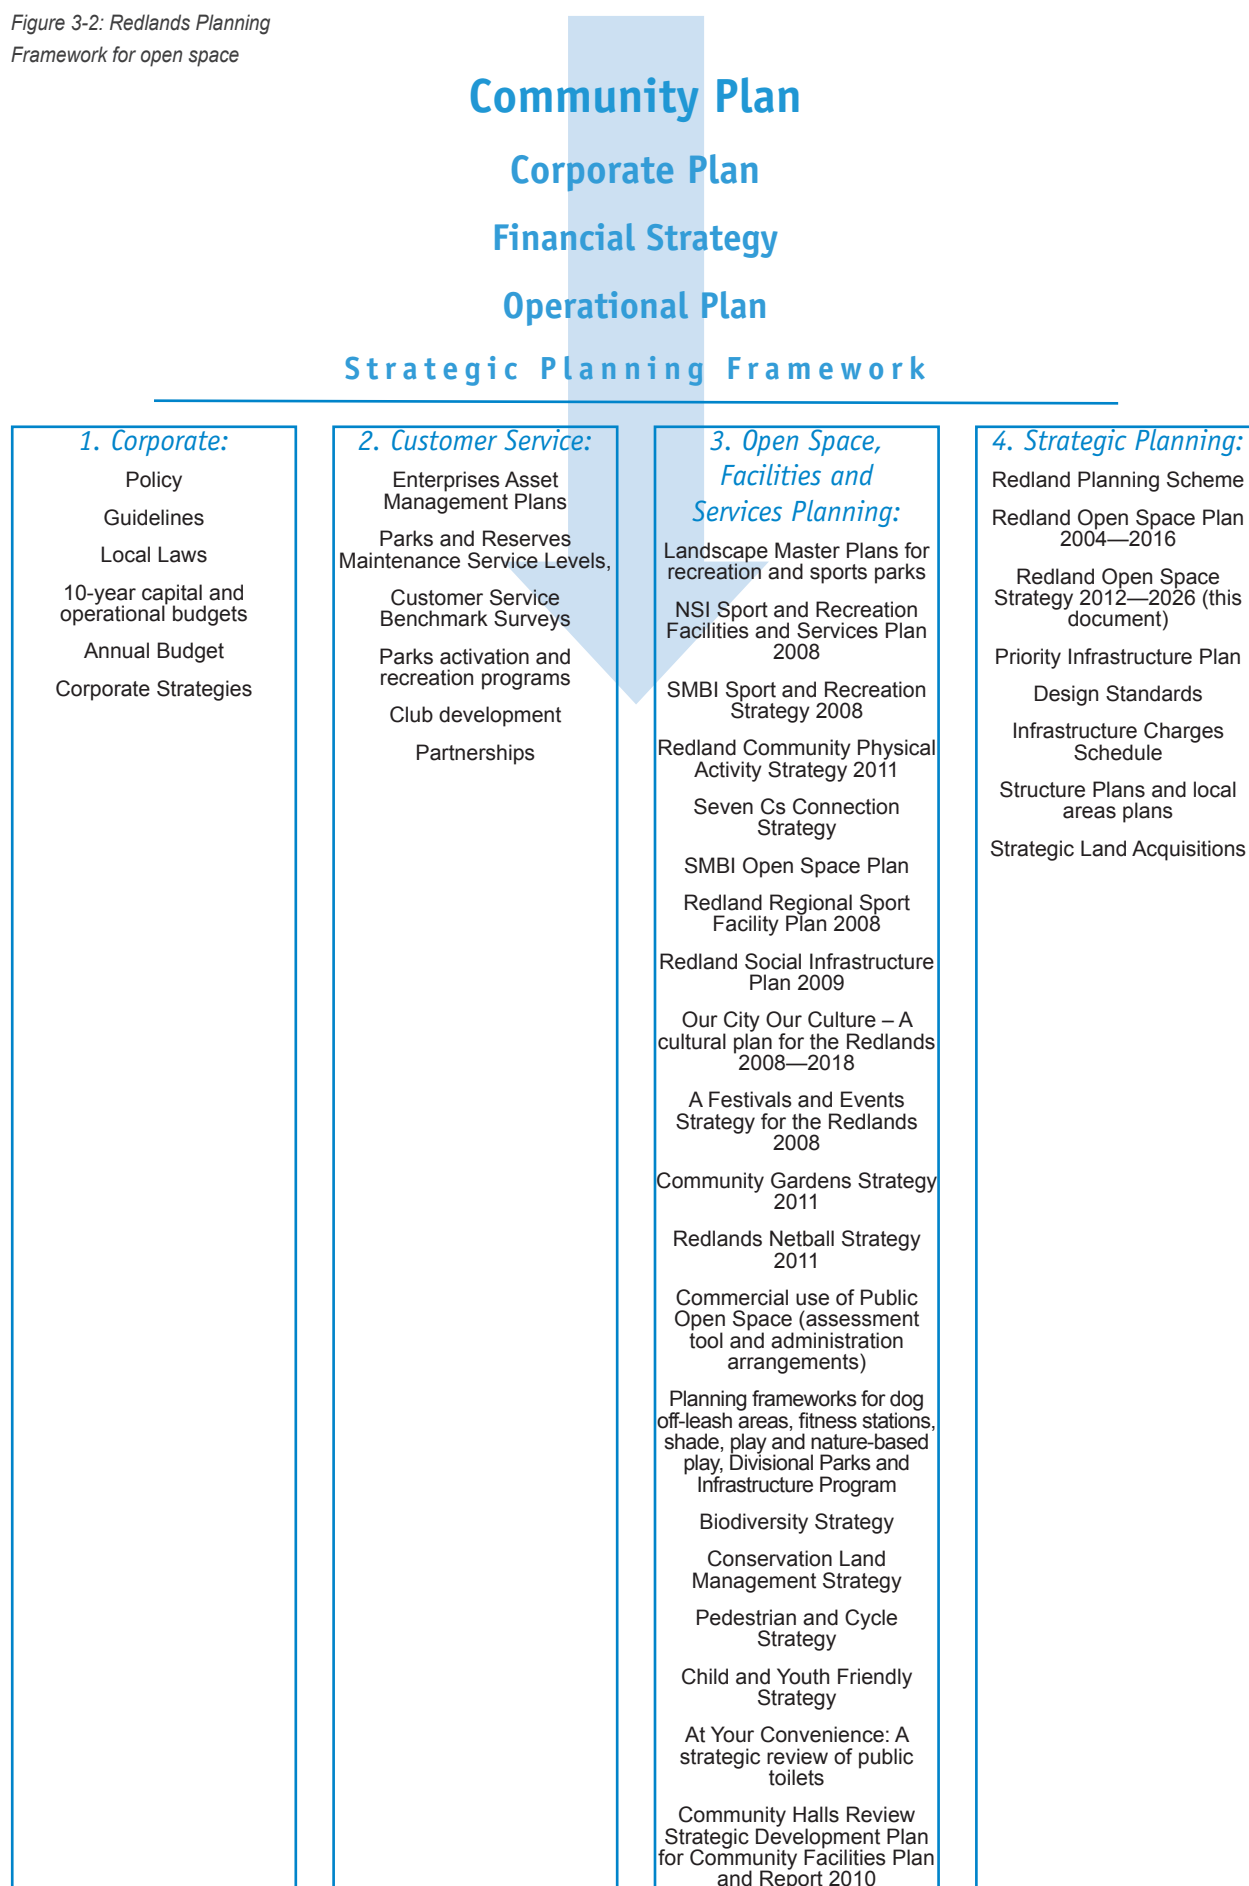 Figure 3-2: Redlands Planning
Framework for open space
Community Plan
Corporate Plan
Financial Strategy
Operational Plan
Strategic Planning Framework
1. Corporate:
Policy
Guidelines
Local Laws
10-year capital and
operational budgets
Annual Budget
Corporate Strategies
2. Customer Service:
Enterprises Asset
Management Plans
Parks and Reserves
Maintenance Service Levels,
Customer Service
Benchmark Surveys
Parks activation and
recreation programs
Club development
Partnerships
3. Open Space,
Facilities and
Services Planning:
Landscape Master Plans for
recreation and sports parks
NSI Sport and Recreation
Facilities and Services Plan
2008
SMBI Sport and Recreation
Strategy 2008
Redland Community Physical
Activity Strategy 2011
Seven Cs Connection
Strategy
SMBI Open Space Plan
Redland Regional Sport
Facility Plan 2008
Redland Social Infrastructure
Plan 2009
Our City Our Culture – A
cultural plan for the Redlands
2008—2018
A Festivals and Events
Strategy for the Redlands
2008
Community Gardens Strategy
2011
Redlands Netball Strategy
2011
Commercial use of Public
Open Space (assessment
tool and administration
arrangements)
Planning frameworks for dog
off-leash areas, fitness stations,
shade, play and nature-based
play, Divisional Parks and
Infrastructure Program
Biodiversity Strategy
Conservation Land
Management Strategy
Pedestrian and Cycle
Strategy
Child and Youth Friendly
Strategy
At Your Convenience: A
strategic review of public
toilets
Community Halls Review
Strategic Development Plan
for Community Facilities Plan
and Report 2010
4. Strategic Planning:
Redland Planning Scheme
Redland Open Space Plan
2004—2016
Redland Open Space
Strategy 2012—2026 (this
document)
Priority Infrastructure Plan
Design Standards
Infrastructure Charges
Schedule
Structure Plans and local
areas plans
Strategic Land Acquisitions